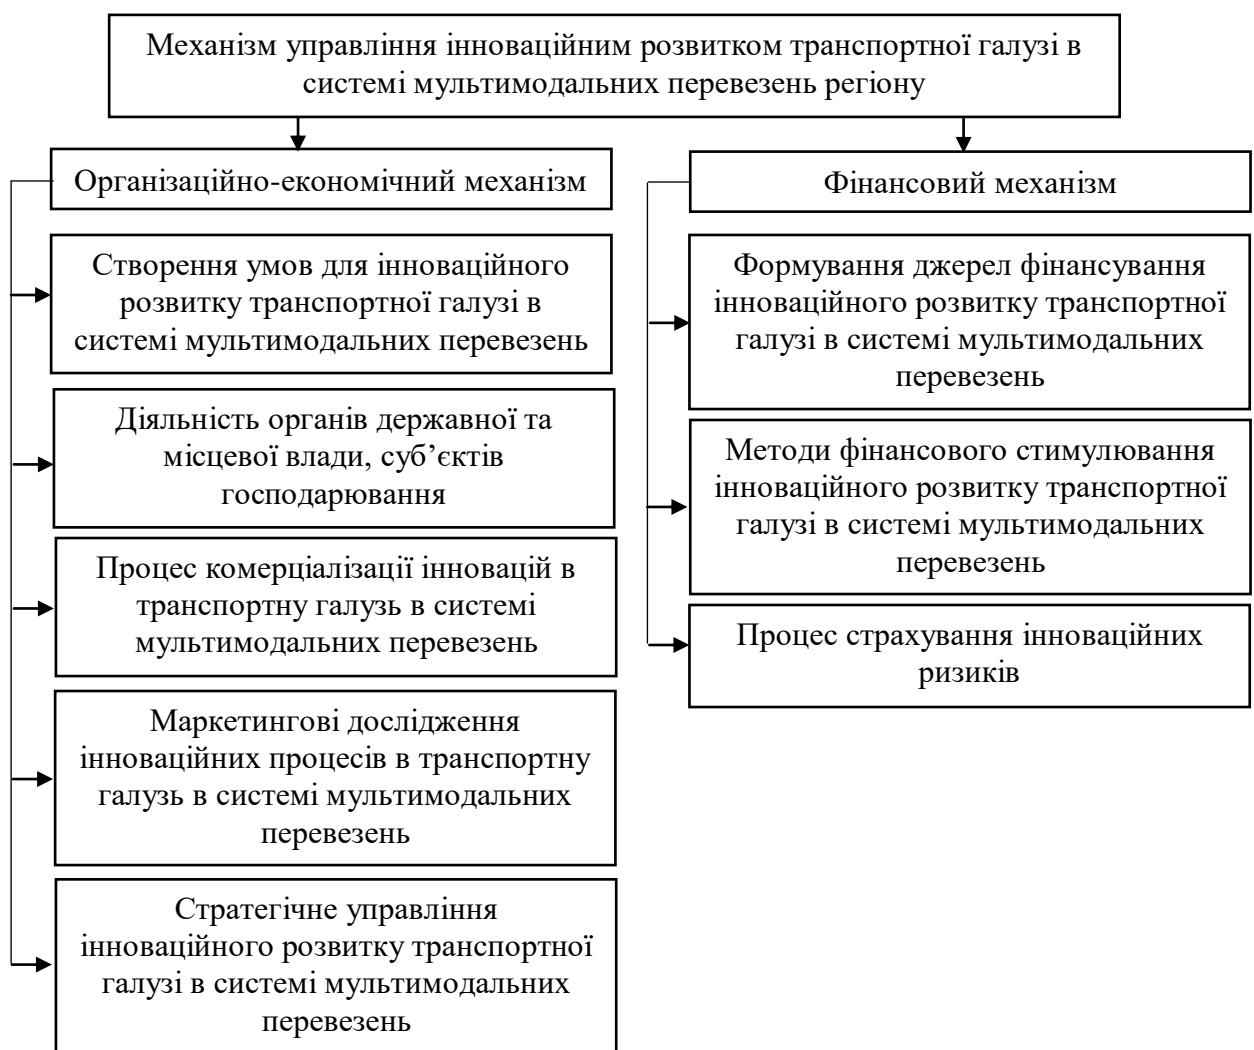 Механізм управління інноваційним розвитком транспортної галузі в
системі мультимодальних перевезень регіону
Організаційно-економічний механізм
Створення умов для інноваційного
розвитку транспортної галузі в
системі мультимодальних перевезень
Діяльність органів державної та
місцевої влади, суб’єктів
господарювання
Процес комерціалізації інновацій в
транспортну галузь в системі
мультимодальних перевезень
Маркетингові дослідження
інноваційних процесів в транспортну
галузь в системі мультимодальних
перевезень
Стратегічне управління
інноваційного розвитку транспортної
галузі в системі мультимодальних
перевезень
Фінансовий механізм
Формування джерел фінансування
інноваційного розвитку транспортної
галузі в системі мультимодальних
перевезень
Методи фінансового стимулювання
інноваційного розвитку транспортної
галузі в системі мультимодальних
перевезень
Процес страхування інноваційних
ризиків